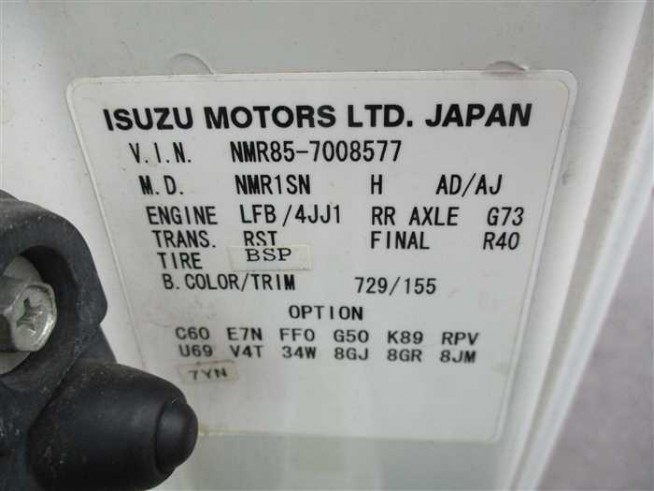 ISUZU MOTORS LTD. JAPAN
V.I.N. NMR85-7008577
M.D. NMR1SN H AD/AJ
ENGINE LFB/4JJ1 RR AXLE G73
TRANS. RST FINAL R40
TIRE BSP
B.COLOR/TRIM 729/155
OPTION
C60 E7N FF0 G50 K89 RPV
U69 V4T 34W 8GJ 8GR 8JM
7YN